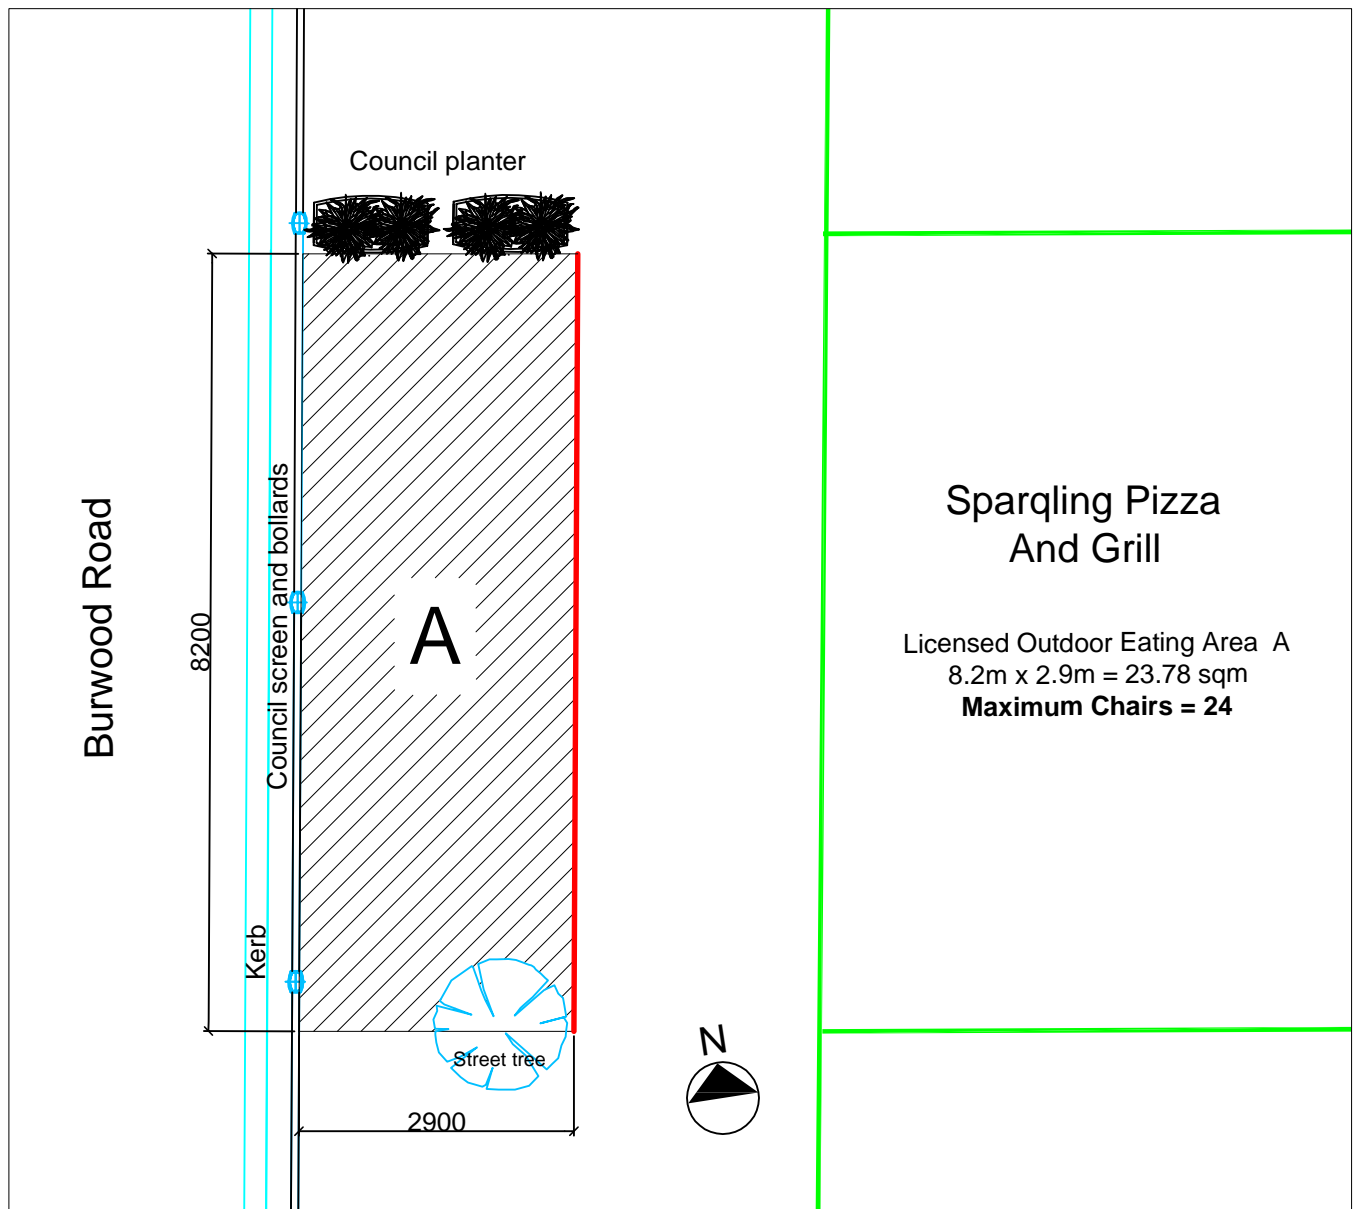 Council planter
Burwood Road
8200
Council screen and bollards
Kerb
A
Sparqling Pizza
And Grill
Licensed Outdoor Eating Area A
8.2m x 2.9m = 23.78 sqm
Maximum Chairs = 24
Street tree
2900
N